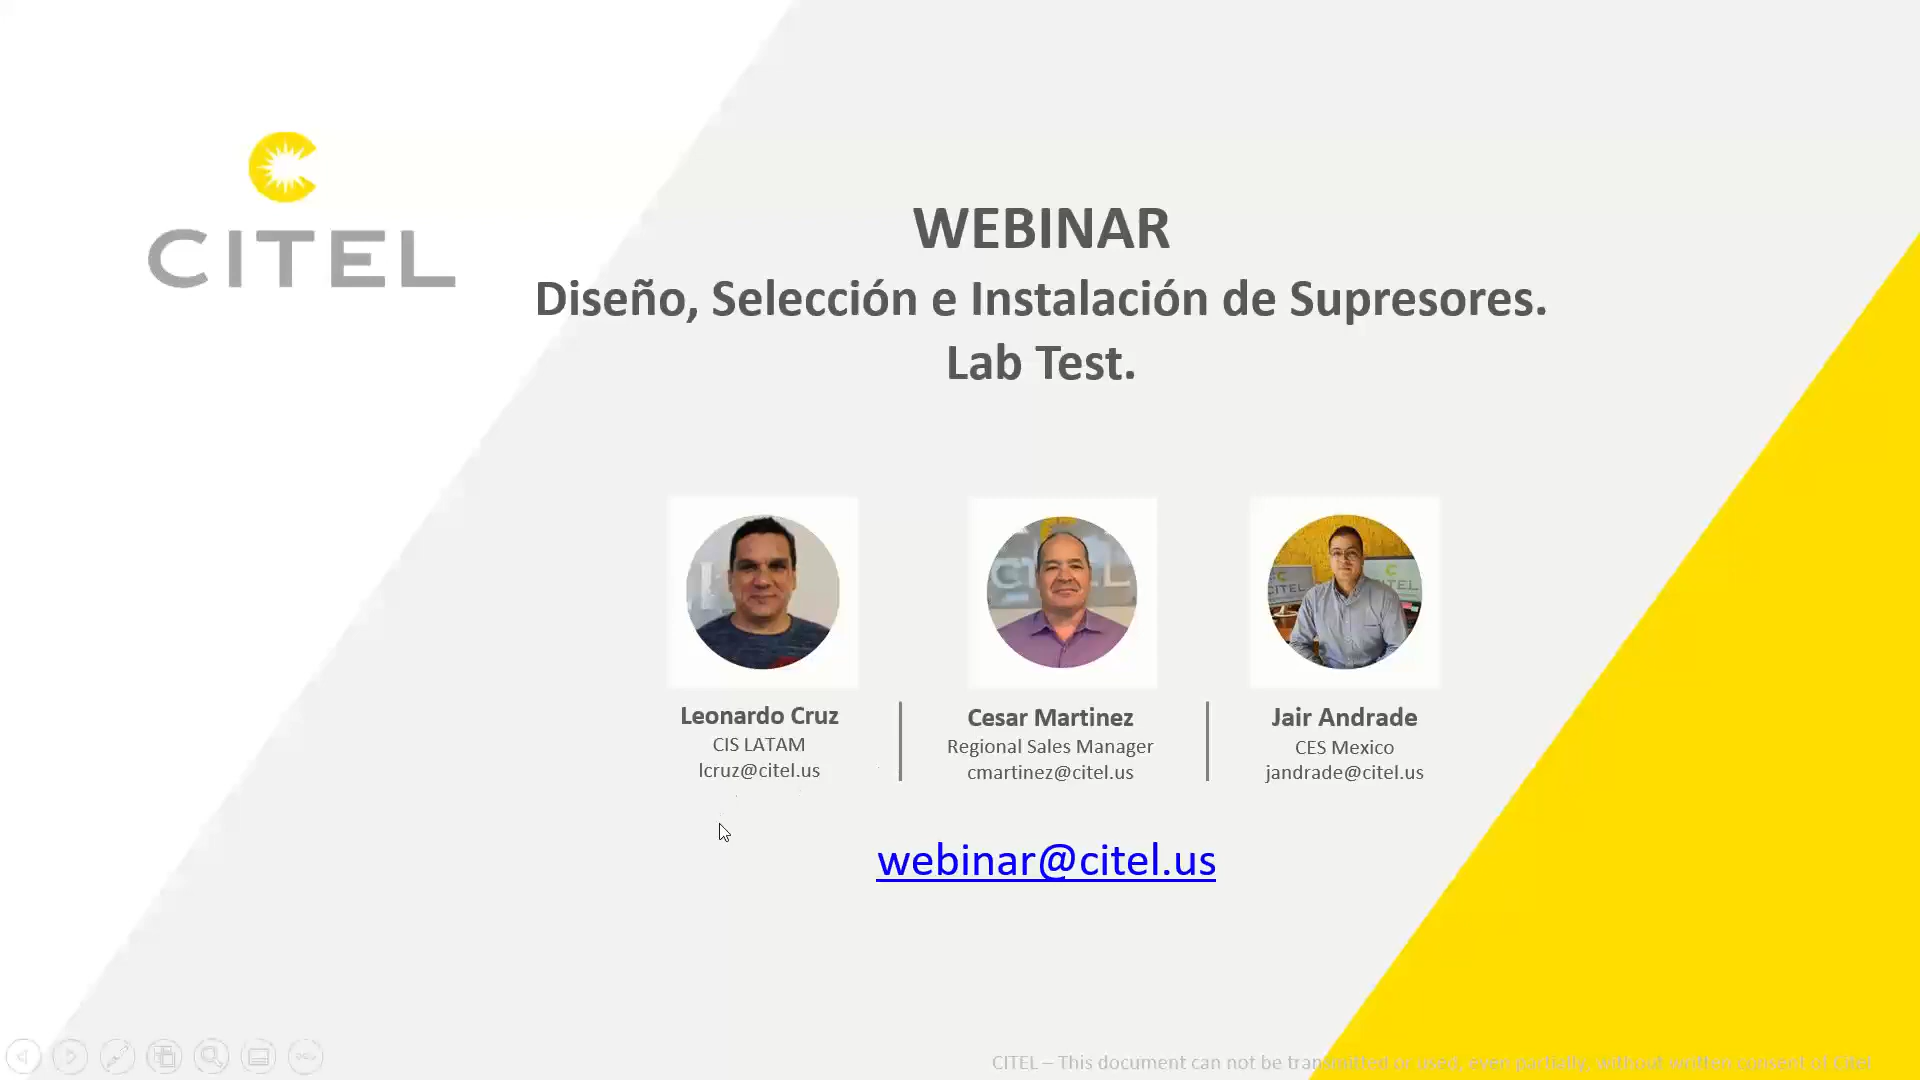 CITEL
WEBINAR
Diseño, Selección e Instalación de Supresores.
Lab Test.
Leonardo Cruz
CIS LATAM
lcruz@citel.us
Cesar Martinez
Regional Sales Manager
cmartinez@citel.us
Jair Andrade
CES Mexico
jandrade@citel.us
webinar@citel.us
CITEL – This document can not be transmitted or used, even partially, without written consent of Citel